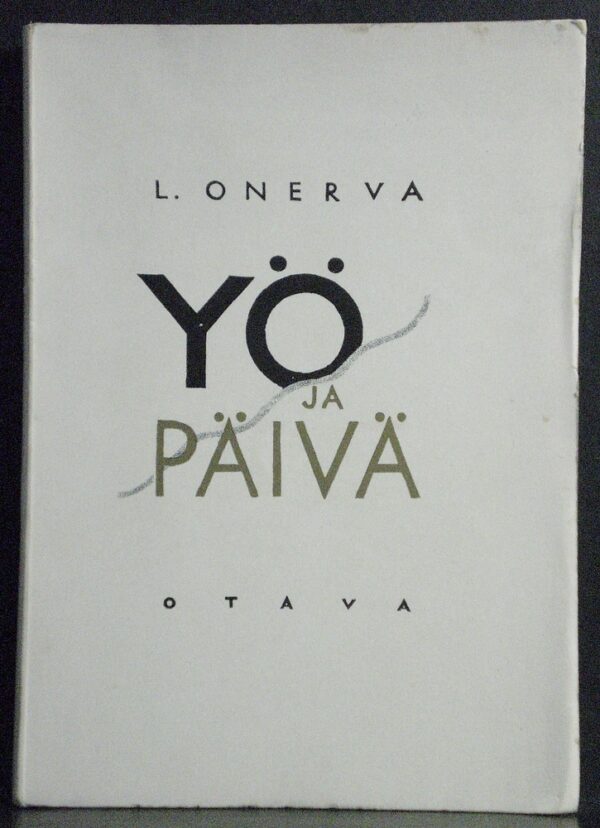 L. ONERVA
YÖ
JA
PÄIVÄ
OTAVA